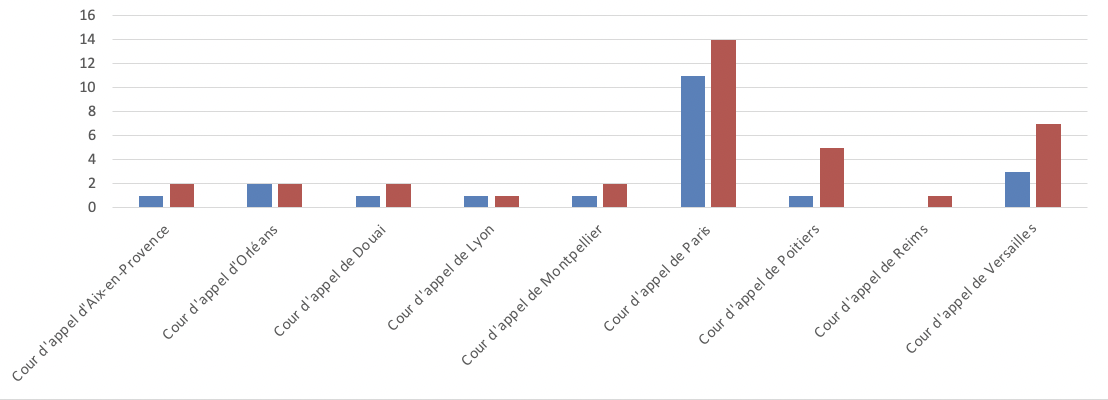 16
14
12
10
8
6
4
2
0
Cour d'appel d'Aix-en-Provence
Cour d'appel d'Orléans
Cour d'appel de Douai
Cour d'appel de Lyon
Cour d'appel de Montpellier
Cour d'appel de Paris
Cour d'appel de Poitiers
Cour d'appel de Reims
Cour d'appel de Versailles